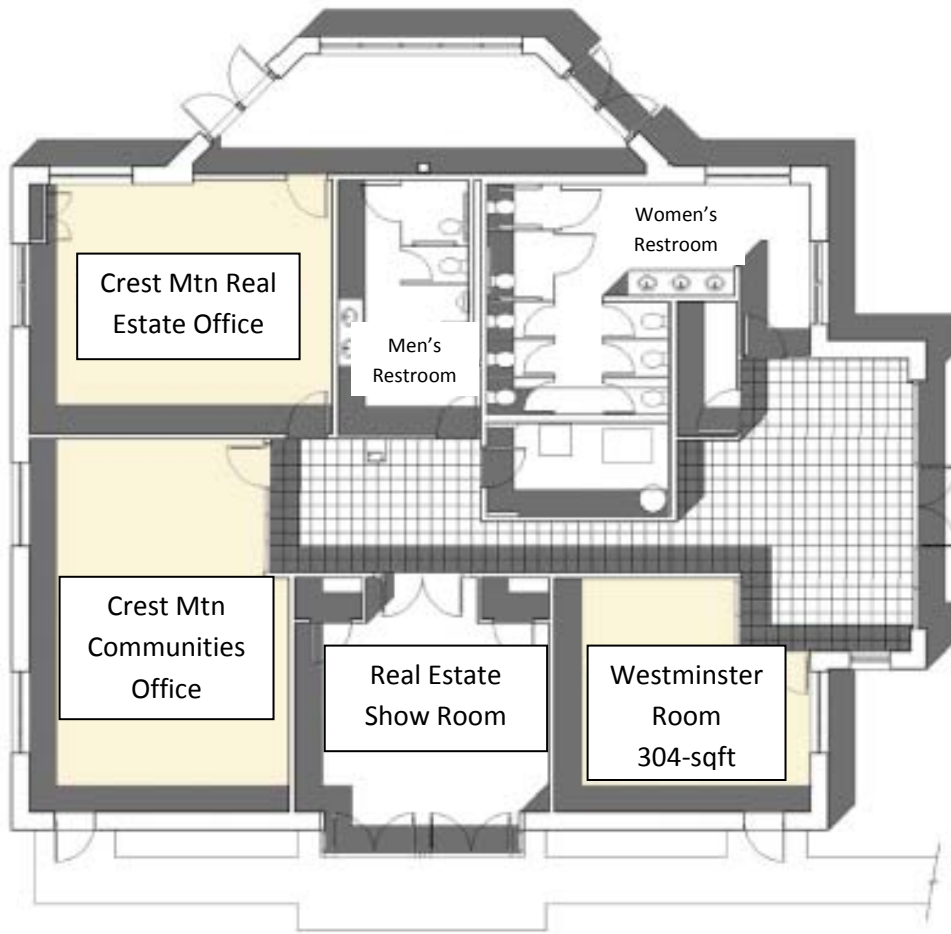 Women's
Restroom
Crest Mtn Real
Estate Office
Men's
Restroom
Crest Mtn
Communities
Office
Real Estate
Show Room
Westminster
Room
304-sqft